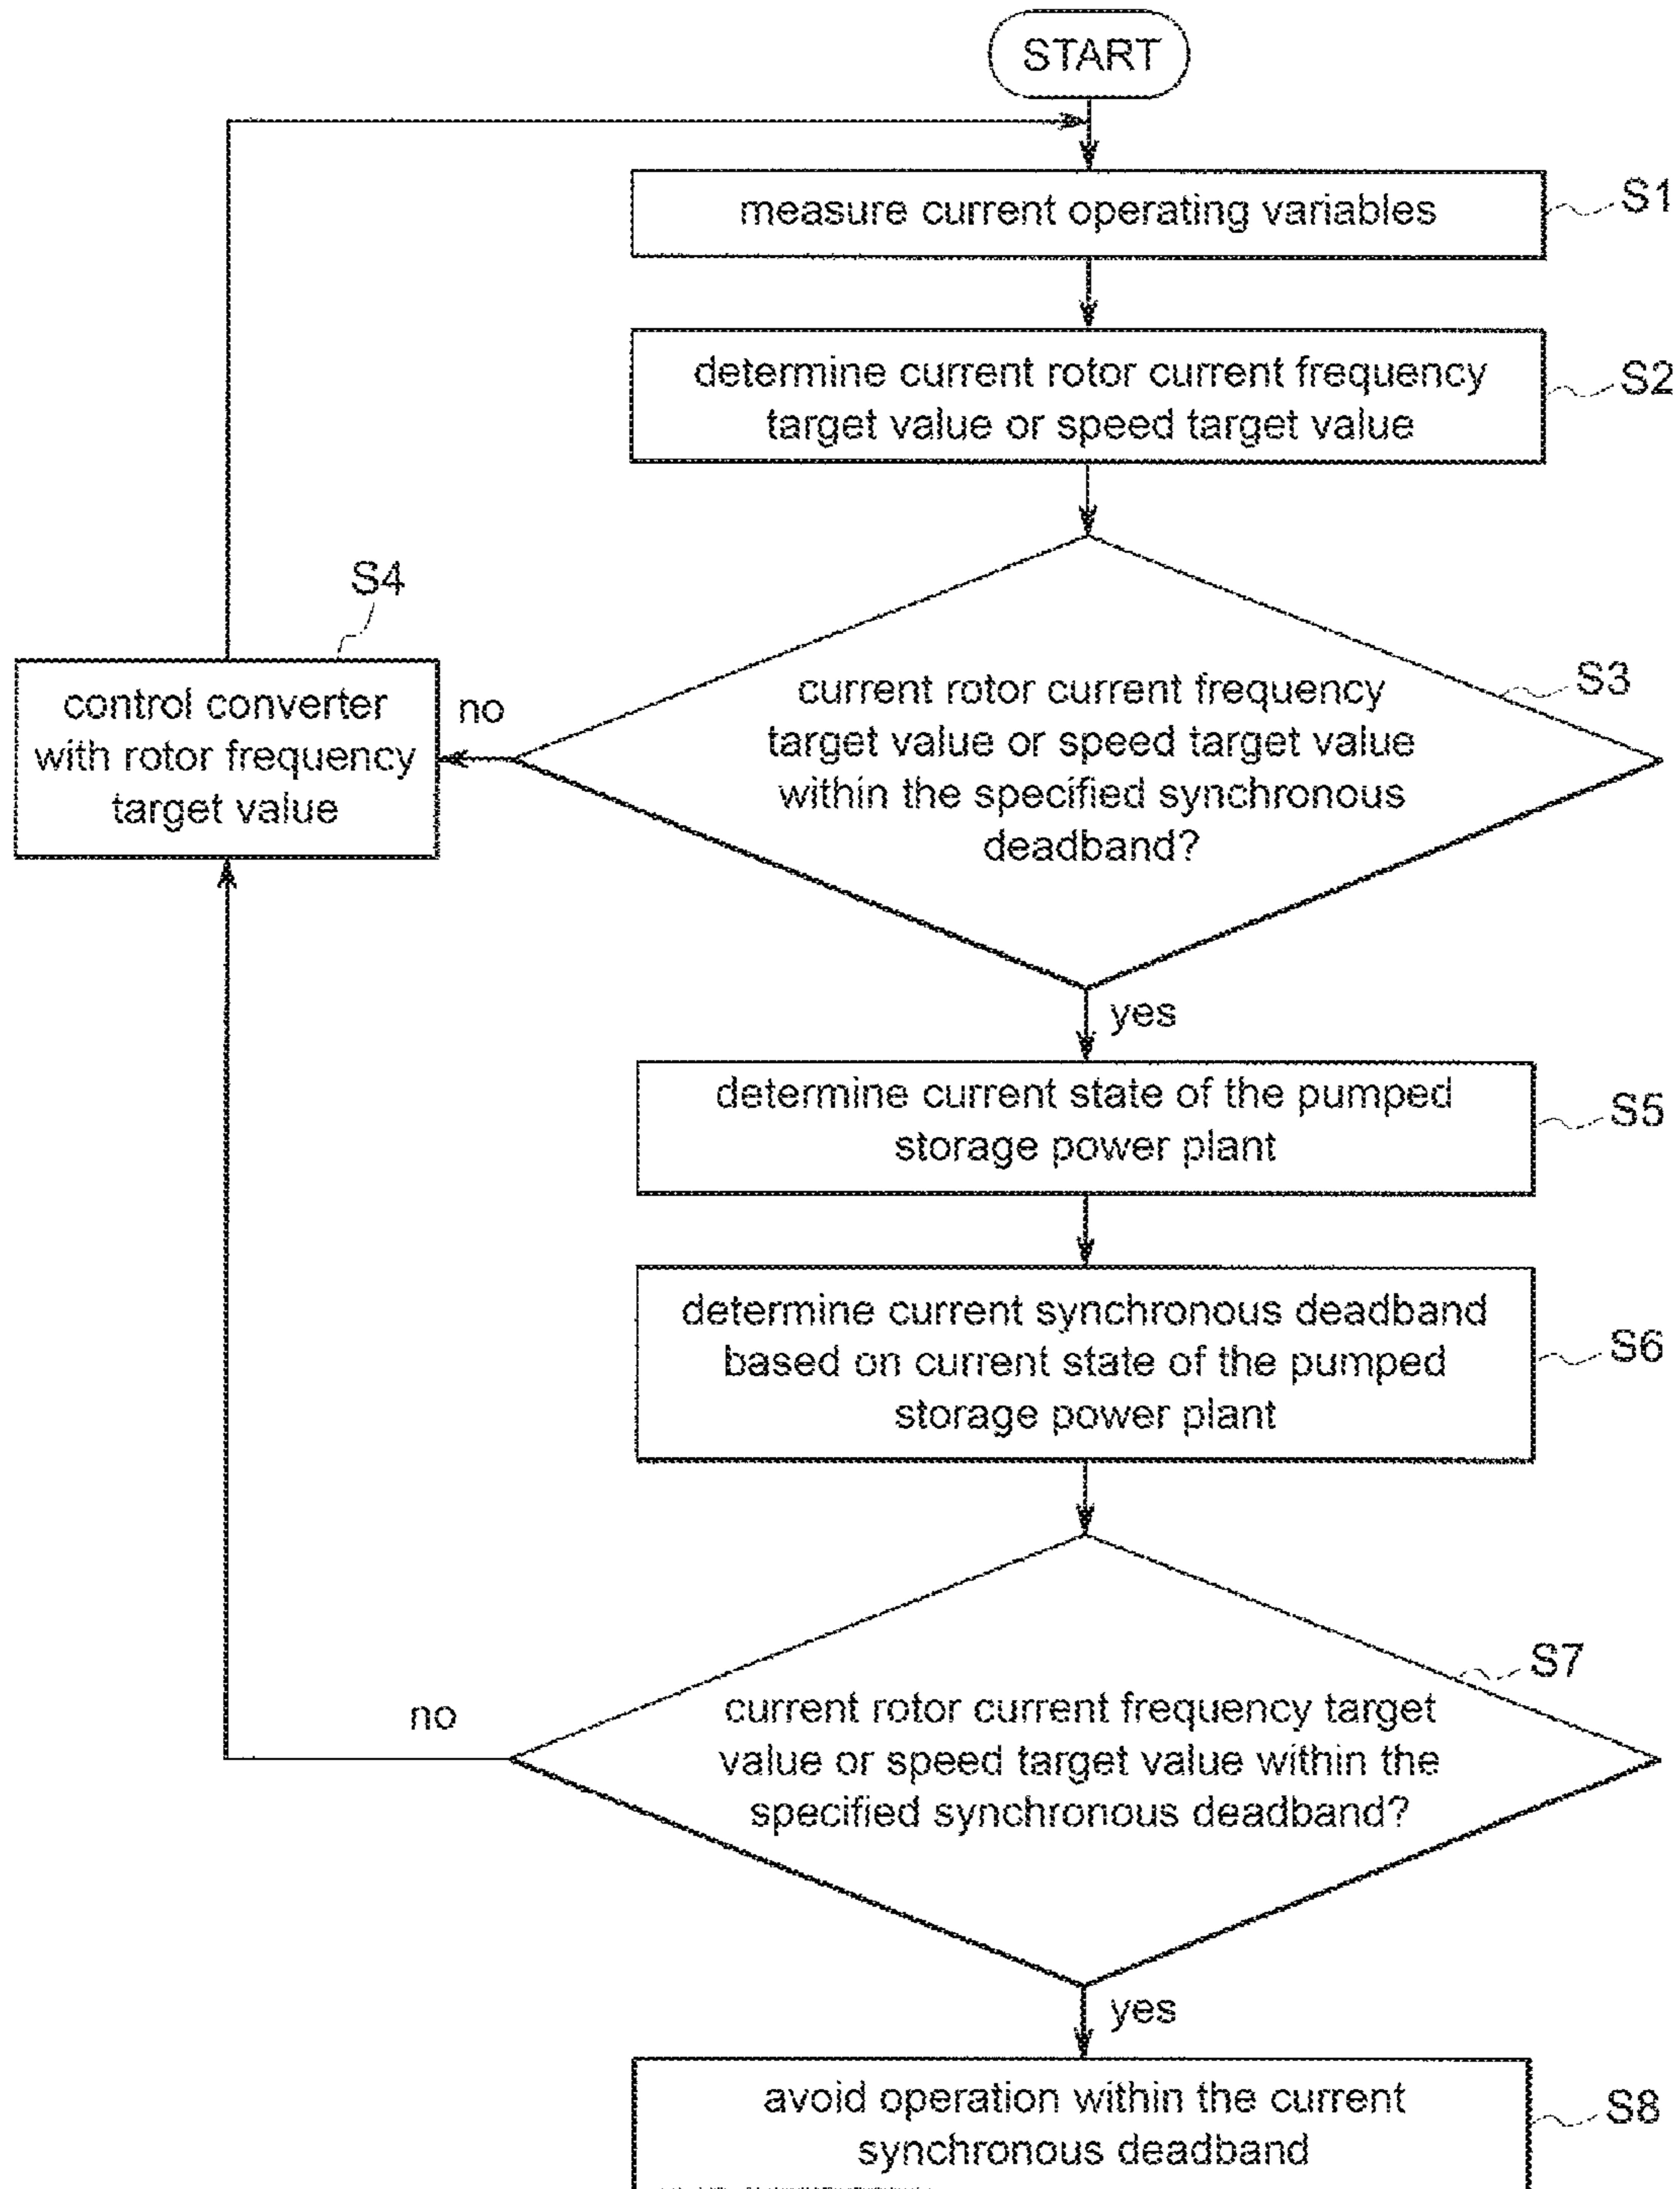 START
measure current operating variables
S1
determine current rotor current frequency
target value or speed target value
S2
S4
control converter
with rotor frequency
target value
no
current rotor current frequency
target value or speed target value
within the specified synchronous
deadband?
S3
yes
determine current state of the pumped
storage power plant
S5
determine current synchronous deadband
based on current state of the pumped
storage power plant
S6
no
current rotor current frequency target
value or speed target value within the
specified synchronous deadband?
S7
yes
avoid operation within the current
synchronous deadband
S8